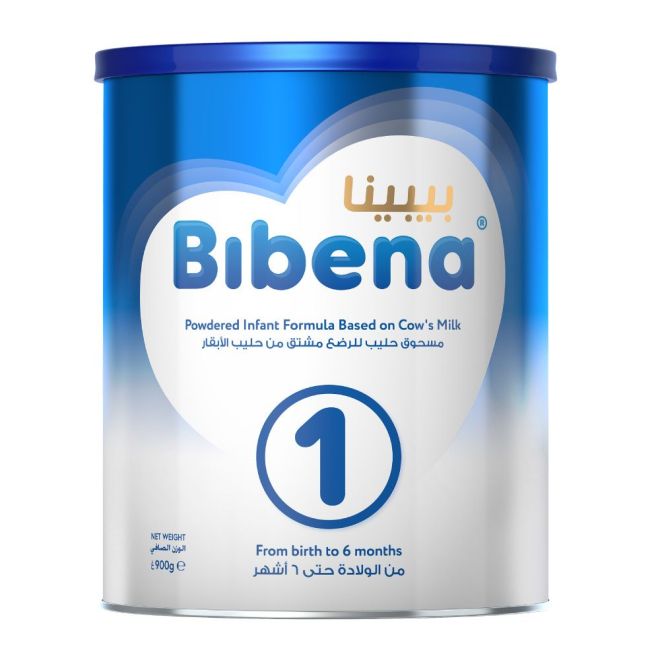 بيبينا
Bıbena®
Powdered Infant Formula Based on Cow's Milk
مسحوق حليب للرضع مشتق من حليب الأبقار
1
NET WEIGHT
الوزن الصافي
900g ℮ غ
From birth to 6 months
من الولادة حتى ٦ أشهر